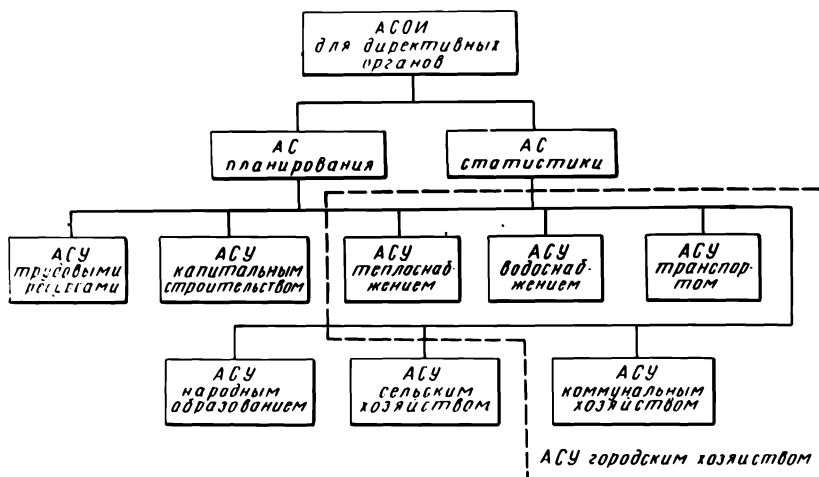 АСОИ
для директивных
органов
АС
планирования
АС
статистики
АСУ
трудовыми
ресурсами
АСУ
капитальным
строительством
АСУ
теплоснаб-
жением
АСУ
водоснаб-
жением
АСУ
транспор-
том
АСУ
народным
образованием
АСУ
сельским
хозяйством
АСУ
коммунальным
хозяйством
АСУ городским хозяйством